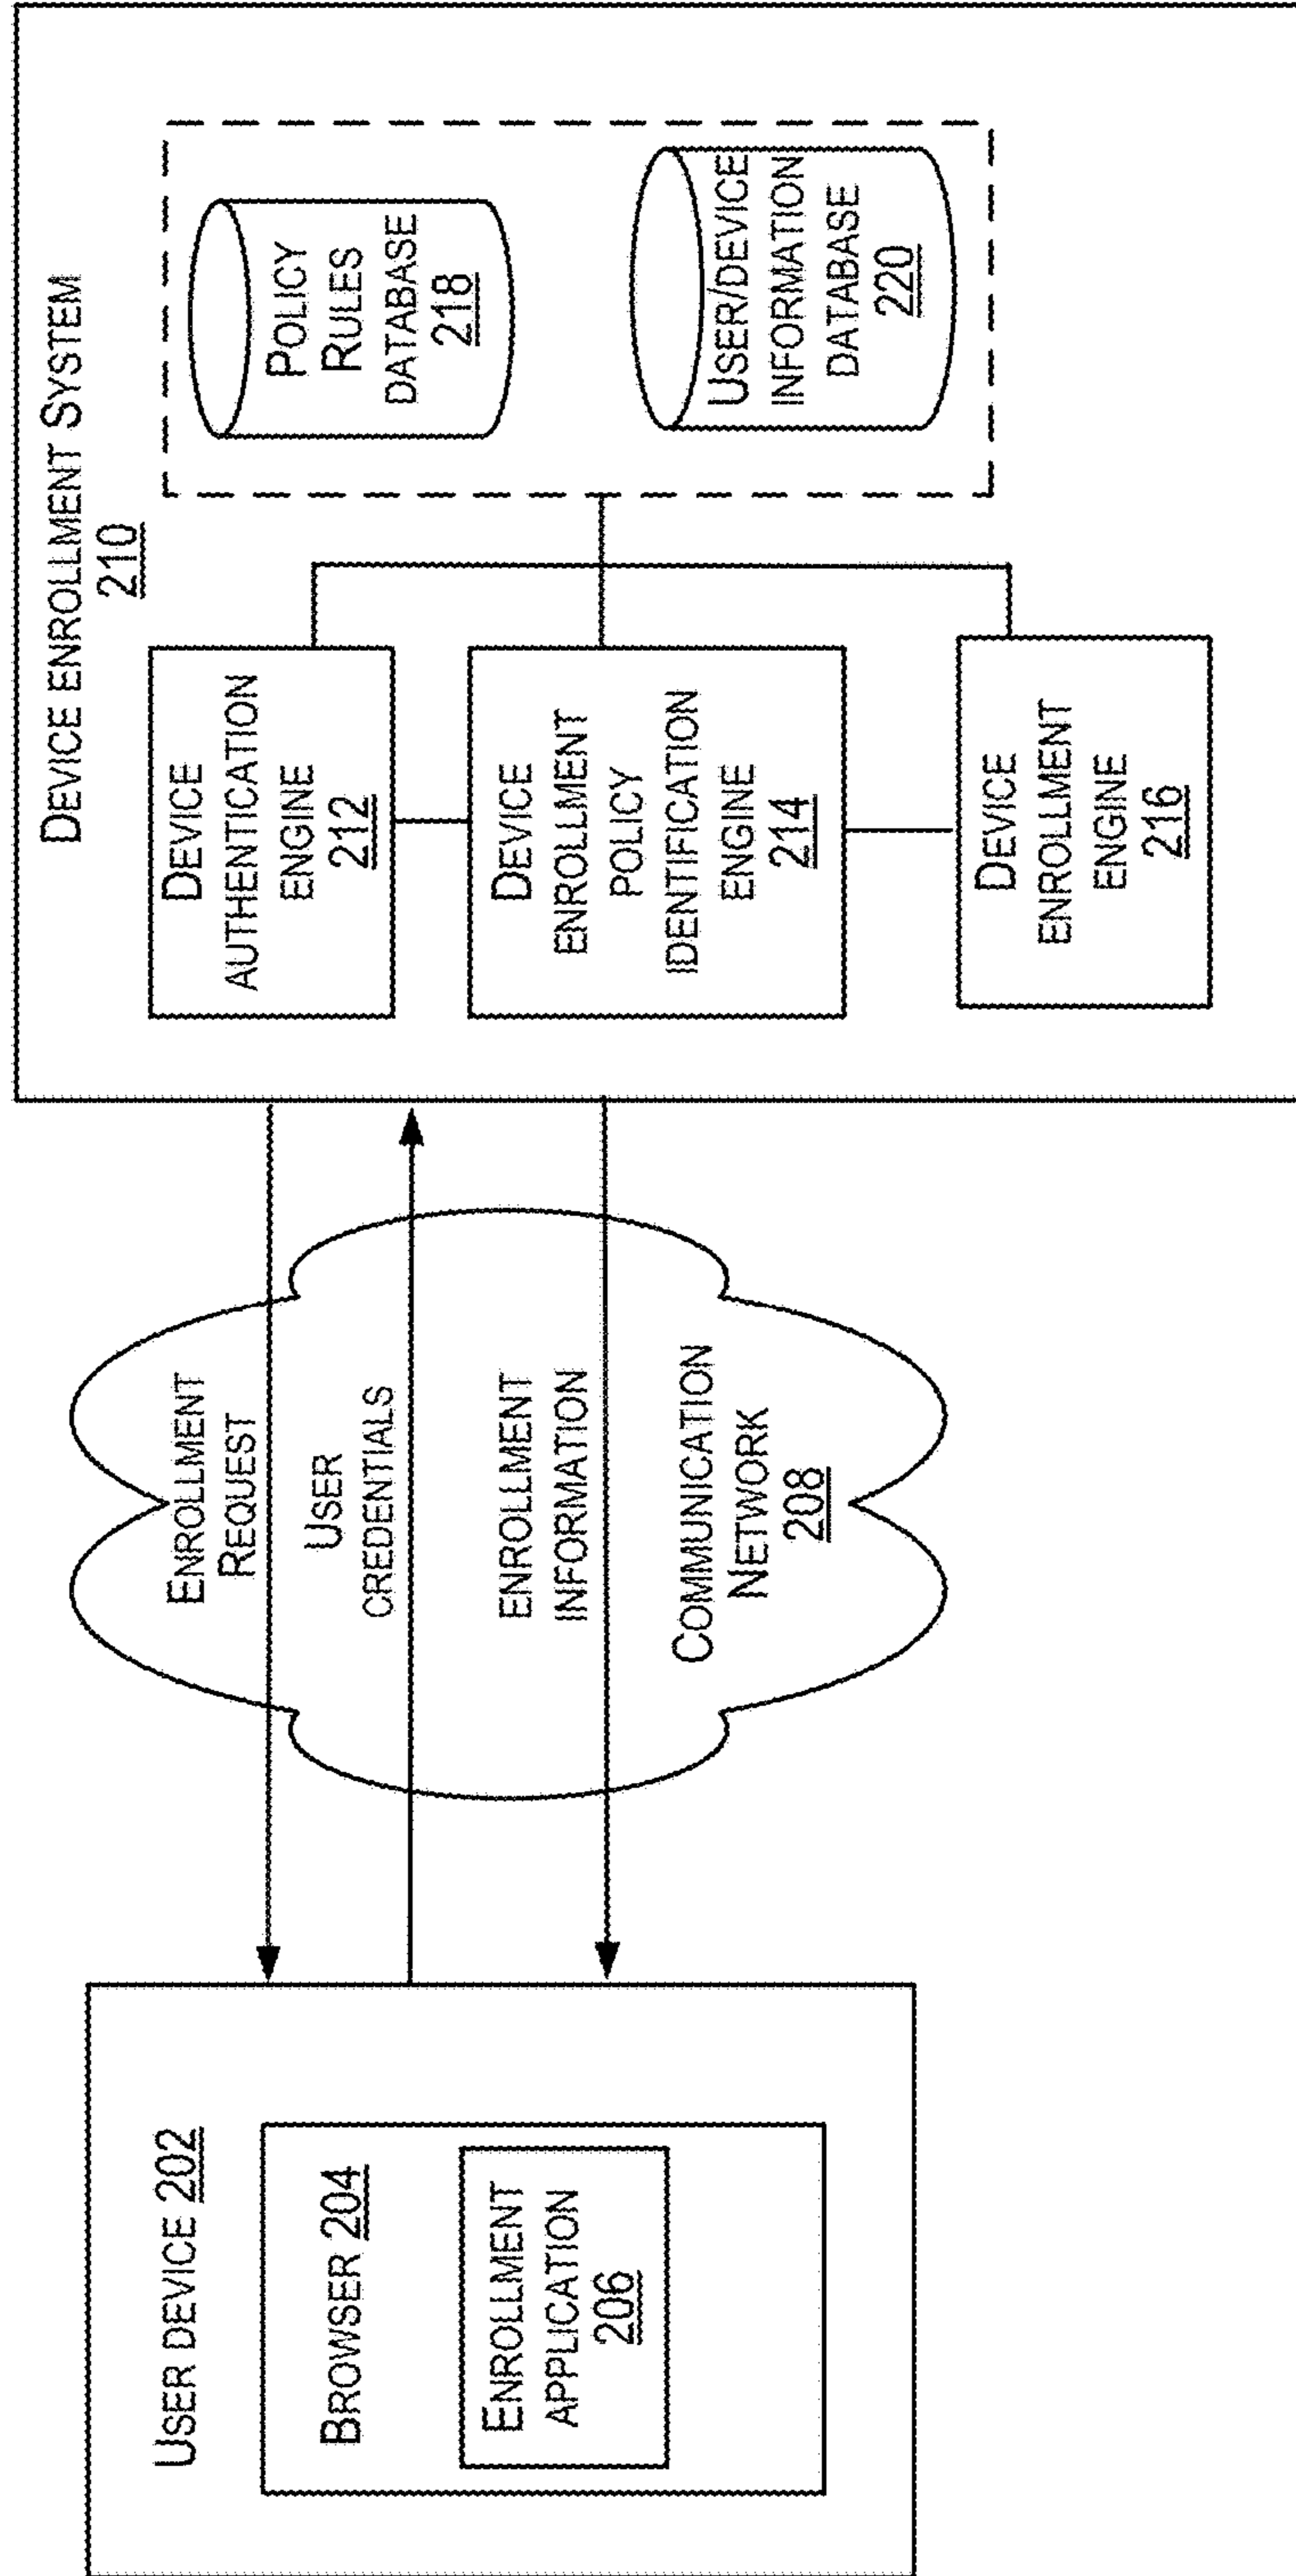 User device 202
Browser 204
Enrollment
application
206
Enrollment
Request
User
credentials
enrollment
information
Communication
Network
208
Device enrollment System
210
Device
authentication
engine
212
Device
enrollment
policy
identification
engine
214
Device
enrollment
engine
216
Policy
Rules
database
218
User/device
information
database
220